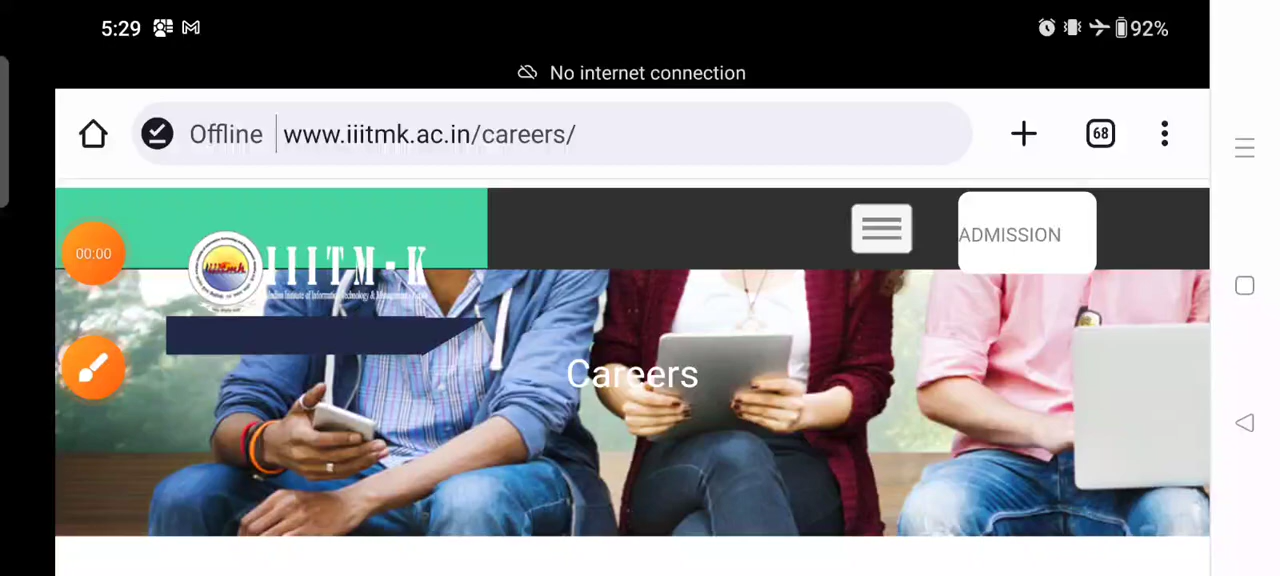 5:29
92%
No internet connection
Offline www.iiitmk.ac.in/careers/
68
ADMISSION
00:00
IIITM-K
Careers